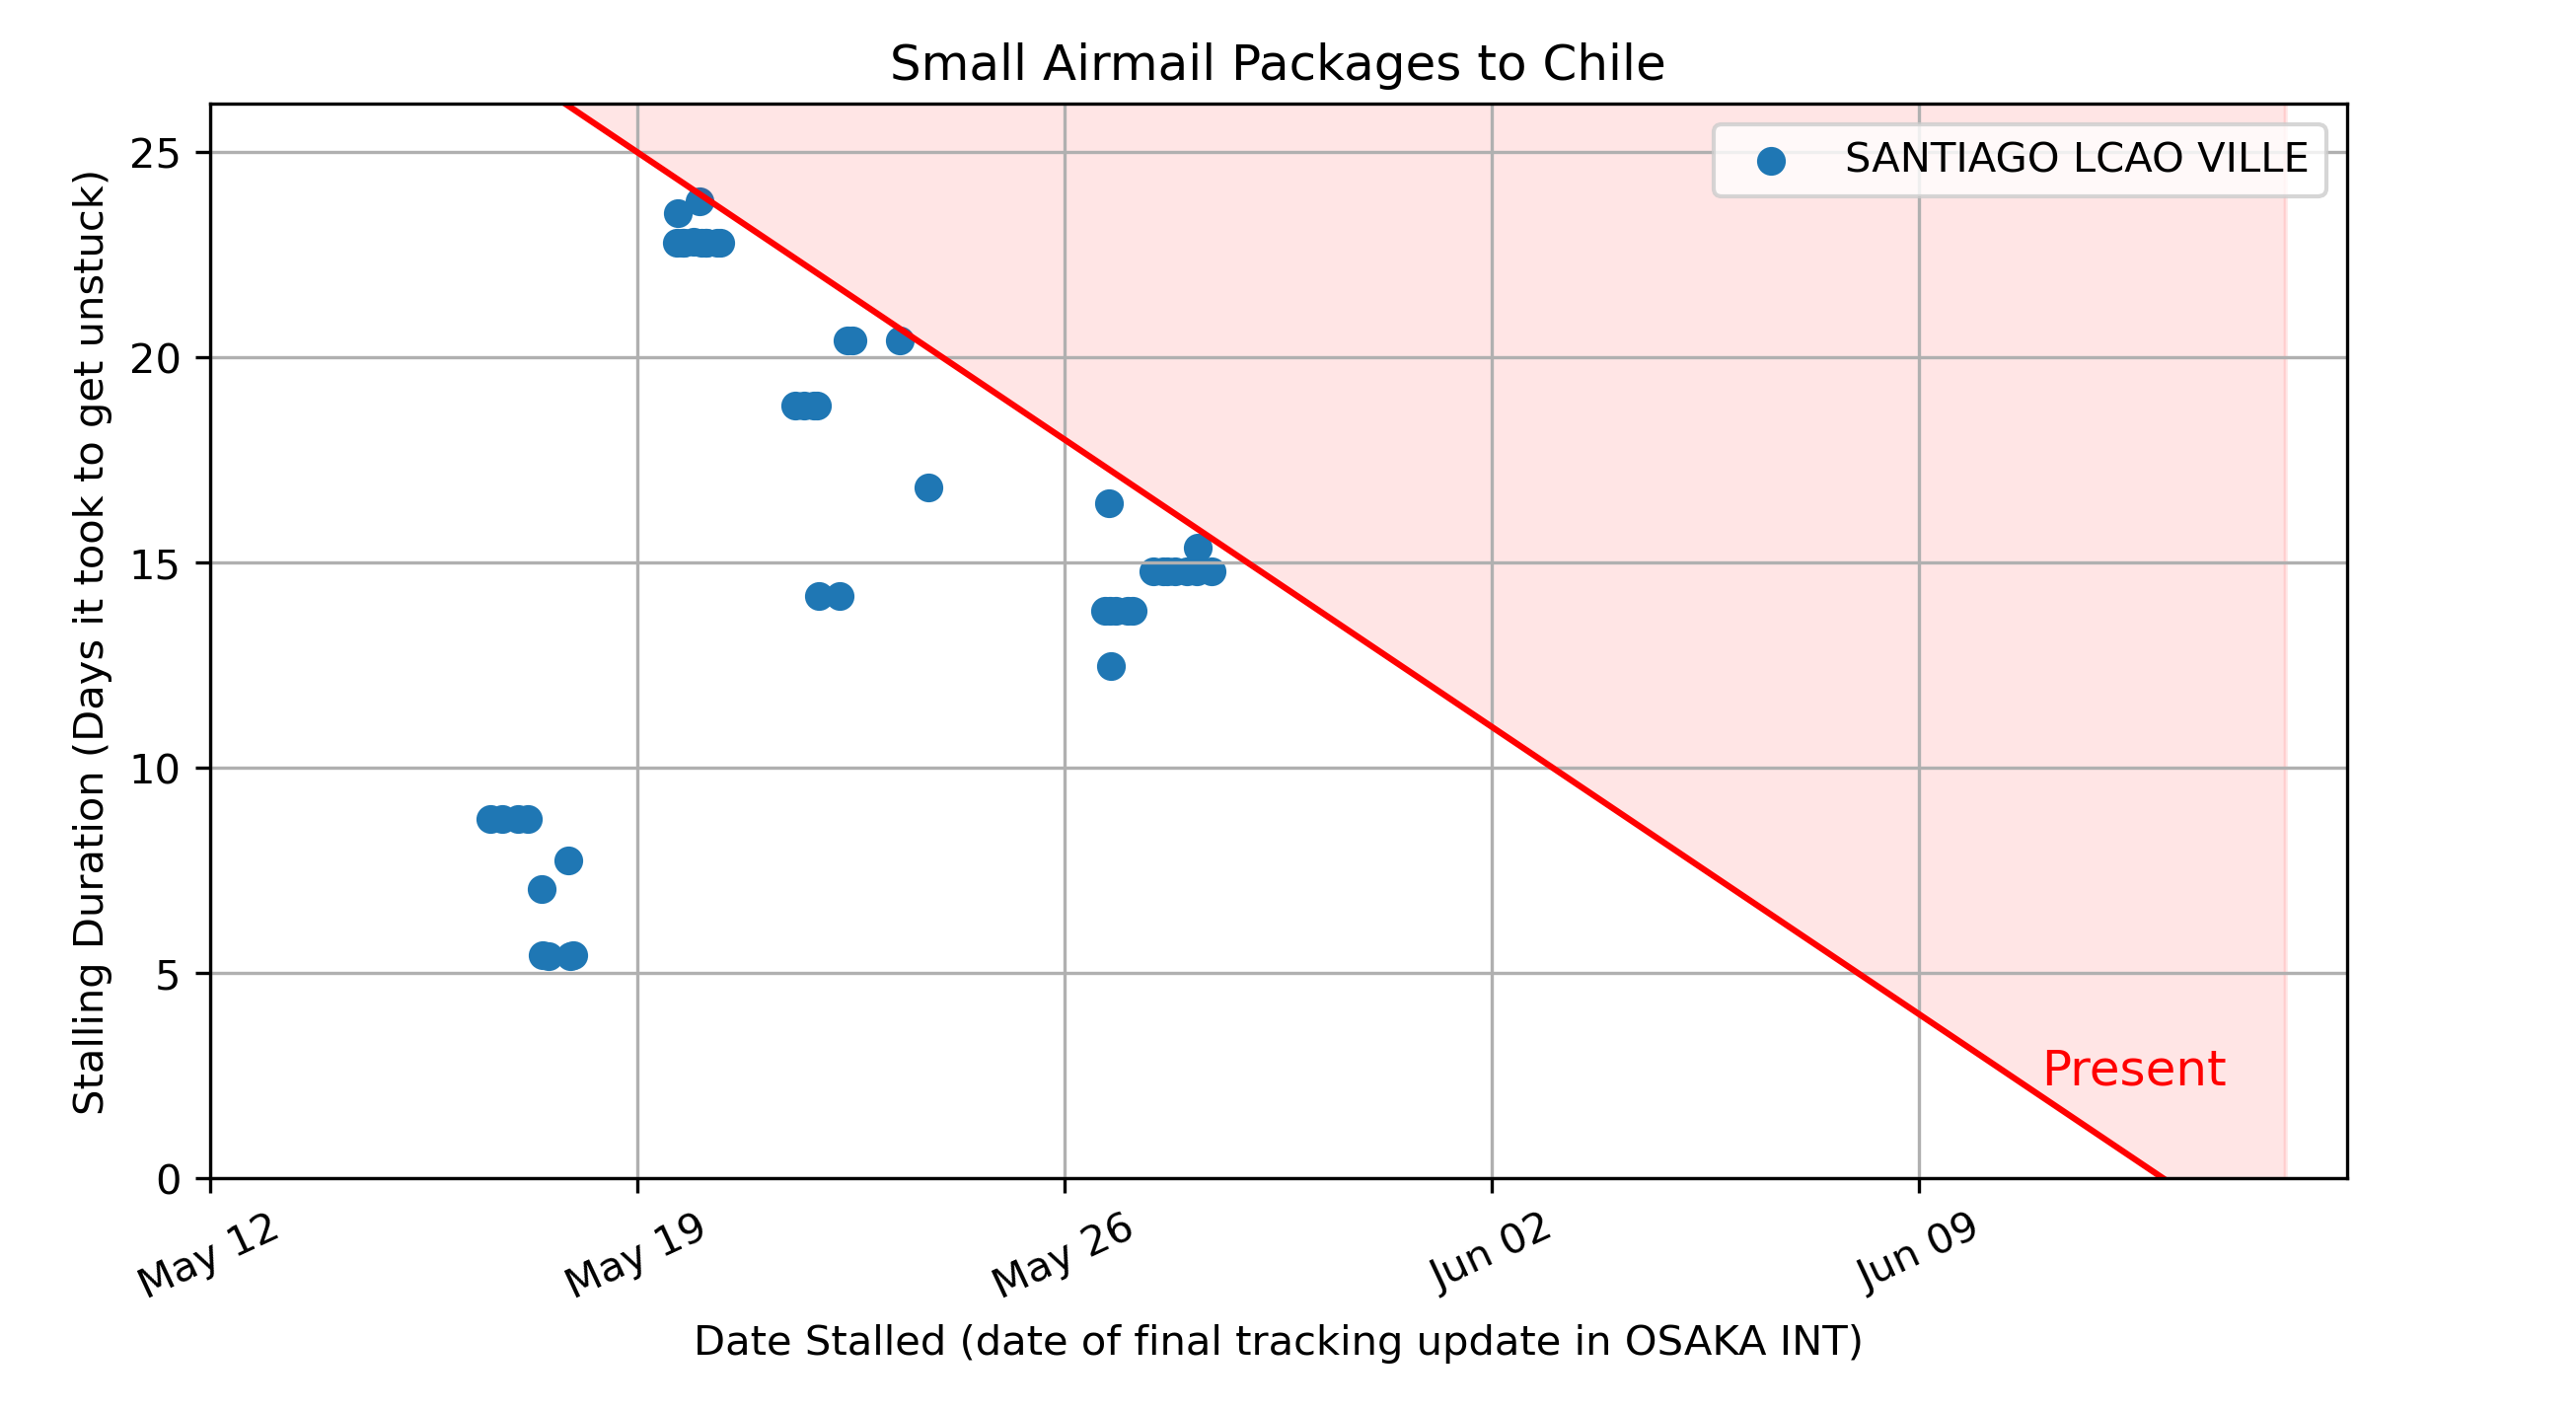 Small Airmail Packages to Chile
SANTIAGO LCAO VILLE
Stalling Duration (Days it took to get unstuck)
25
20
15
10
5
0
Present
May 12
May 19
May 26
Jun 02
Jun 09
Date Stalled (date of final tracking update in OSAKA INT)